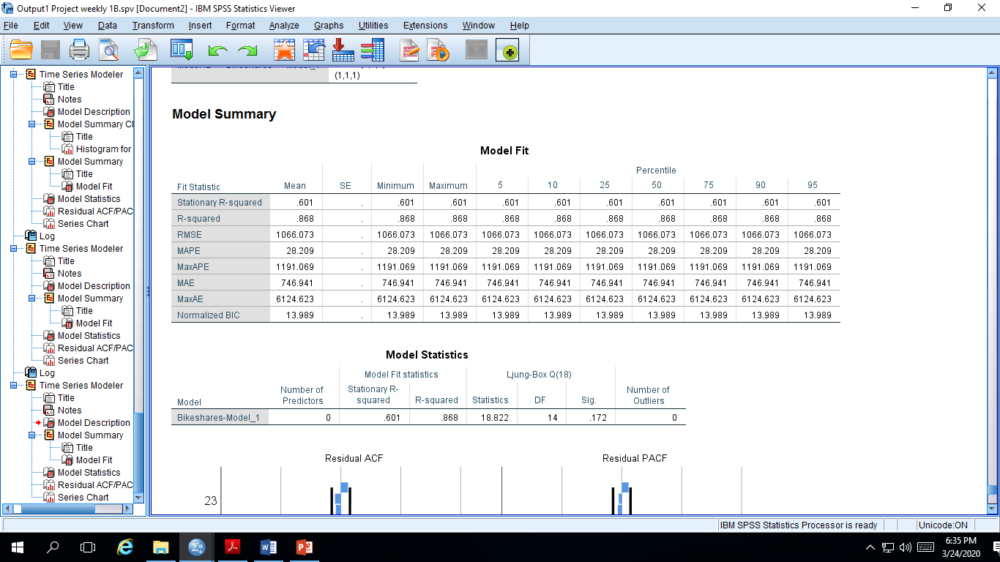 Output1 Project weekly 1B.spv [Document2] - IBM SPSS Statistics Viewer
File Edit View Data Transform Insert Format Analyze Graphs Utilities Extensions Window Help
Time Series Modeler
Title
Notes
Model Description
Model Summary Cl
Title
Histogram for
Model Summary
Title
Model Fit
Model Statistics
Residual ACF/PAC
Series Chart
Log
Time Series Modeler
Title
Notes
Model Description
Model Summary
Title
Model Fit
Model Statistics
Residual ACF/PAC
Series Chart
Log
Time Series Modeler
Title
Notes
Model Description
Model Summary
Title
Model Fit
Model Statistics
Residual ACF/PAC
Series Chart
(1,1,1)
Model Summary
Model Fit
Percentile
Fit Statistic Mean SE Minimum Maximum 5 10 25 50 75 90 95
Stationary R-squared .601 . .601 .601 .601 .601 .601 .601 .601 .601 .601
R-squared .868 . .868 .868 .868 .868 .868 .868 .868 .868 .868
RMSE 1066.073 . 1066.073 1066.073 1066.073 1066.073 1066.073 1066.073 1066.073 1066.073 1066.073
MAPE 28.209 . 28.209 28.209 28.209 28.209 28.209 28.209 28.209 28.209 28.209
MaxAPE 1191.069 . 1191.069 1191.069 1191.069 1191.069 1191.069 1191.069 1191.069 1191.069 1191.069
MAE 746.941 . 746.941 746.941 746.941 746.941 746.941 746.941 746.941 746.941 746.941
MaxAE 6124.623 . 6124.623 6124.623 6124.623 6124.623 6124.623 6124.623 6124.623 6124.623 6124.623
Normalized BIC 13.989 . 13.989 13.989 13.989 13.989 13.989 13.989 13.989 13.989 13.989
Model Statistics
Model Fit statistics Ljung-Box Q(18)
Number of Stationary R- Number of
Model Predictors squared R-squared Statistics DF Sig. Outliers
Bikeshares-Model_1 0 .601 .868 18.822 14 .172 0
Residual ACF Residual PACF
23
IBM SPSS Statistics Processor is ready Unicode:ON
6:35 PM
3/24/2020